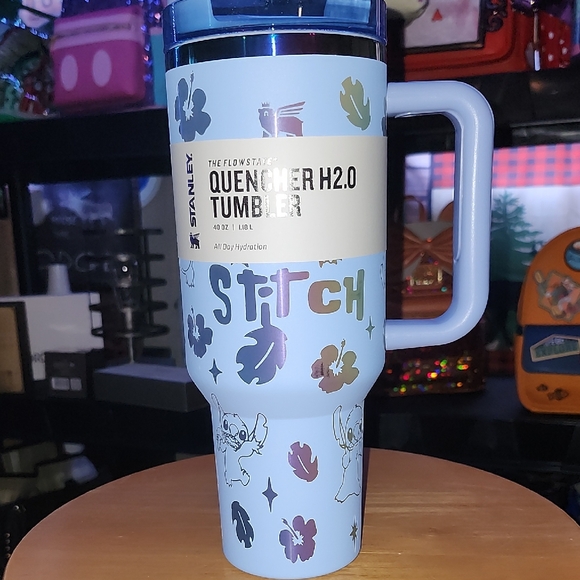 STANLEY
THE FLOWSTATE™
QUENCHER H2.0
TUMBLER
40 OZ | 1.18 L
All Day Hydration
STITCH